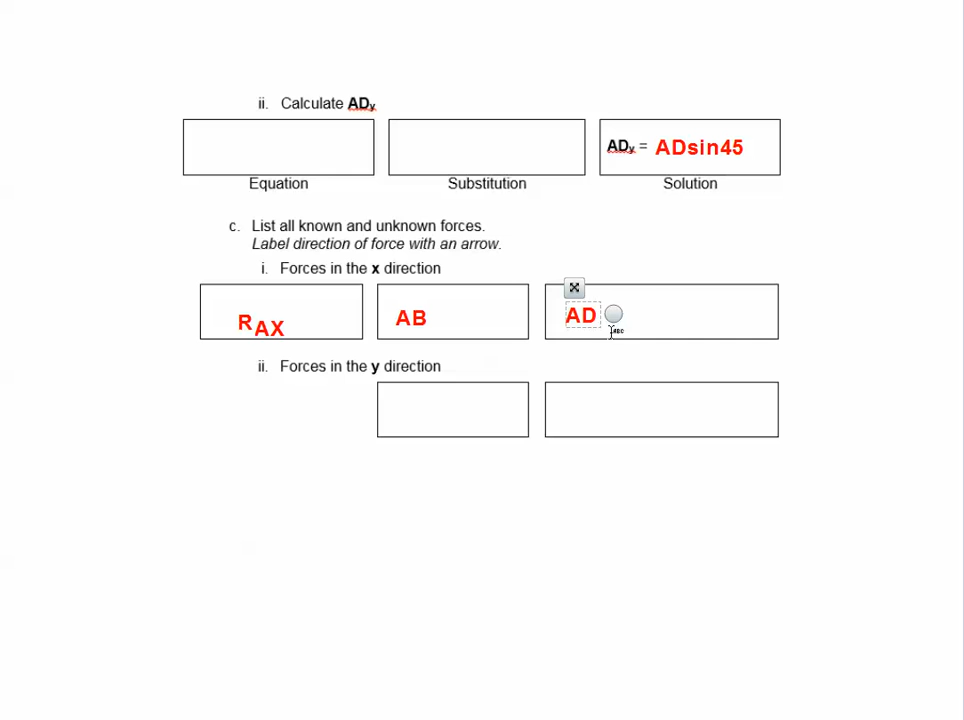 ii. Calculate ADy
ADy = ADsin45
Equation Substitution Solution
c. List all known and unknown forces.
Label direction of force with an arrow.
i. Forces in the x direction
RAX AB AD
ABC
ii. Forces in the y direction